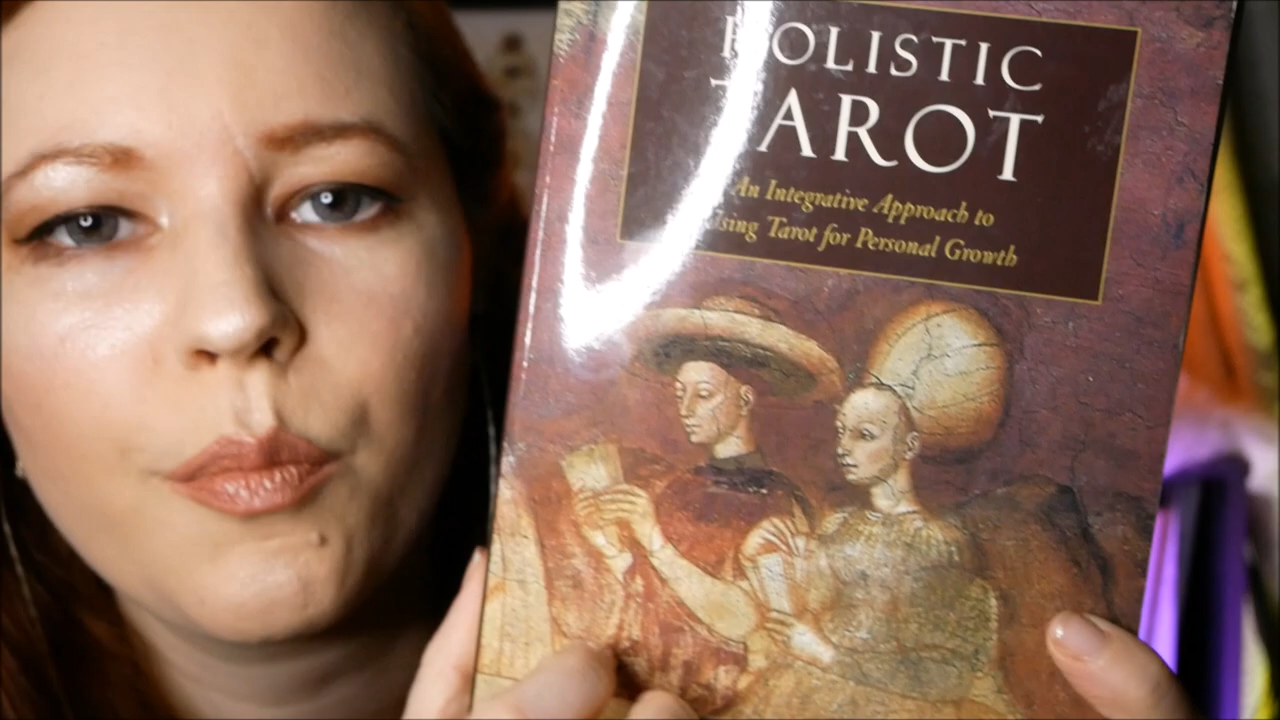 HOLISTIC
TAROT
An Integrative Approach to
Using Tarot for Personal Growth